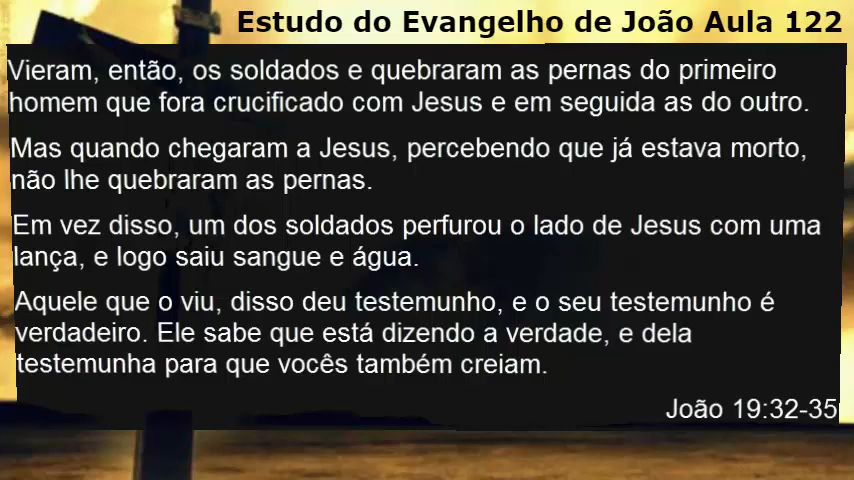 Estudo do Evangelho de João Aula 122
Vieram, então, os soldados e quebraram as pernas do primeiro
homem que fora crucificado com Jesus e em seguida as do outro.
Mas quando chegaram a Jesus, percebendo que já estava morto,
não lhe quebraram as pernas.
Em vez disso, um dos soldados perfurou o lado de Jesus com uma
lança, e logo saiu sangue e água.
Aquele que o viu, disso deu testemunho, e o seu testemunho é
verdadeiro. Ele sabe que está dizendo a verdade, e dela
testemunha para que vocês também creiam.
João 19:32-35